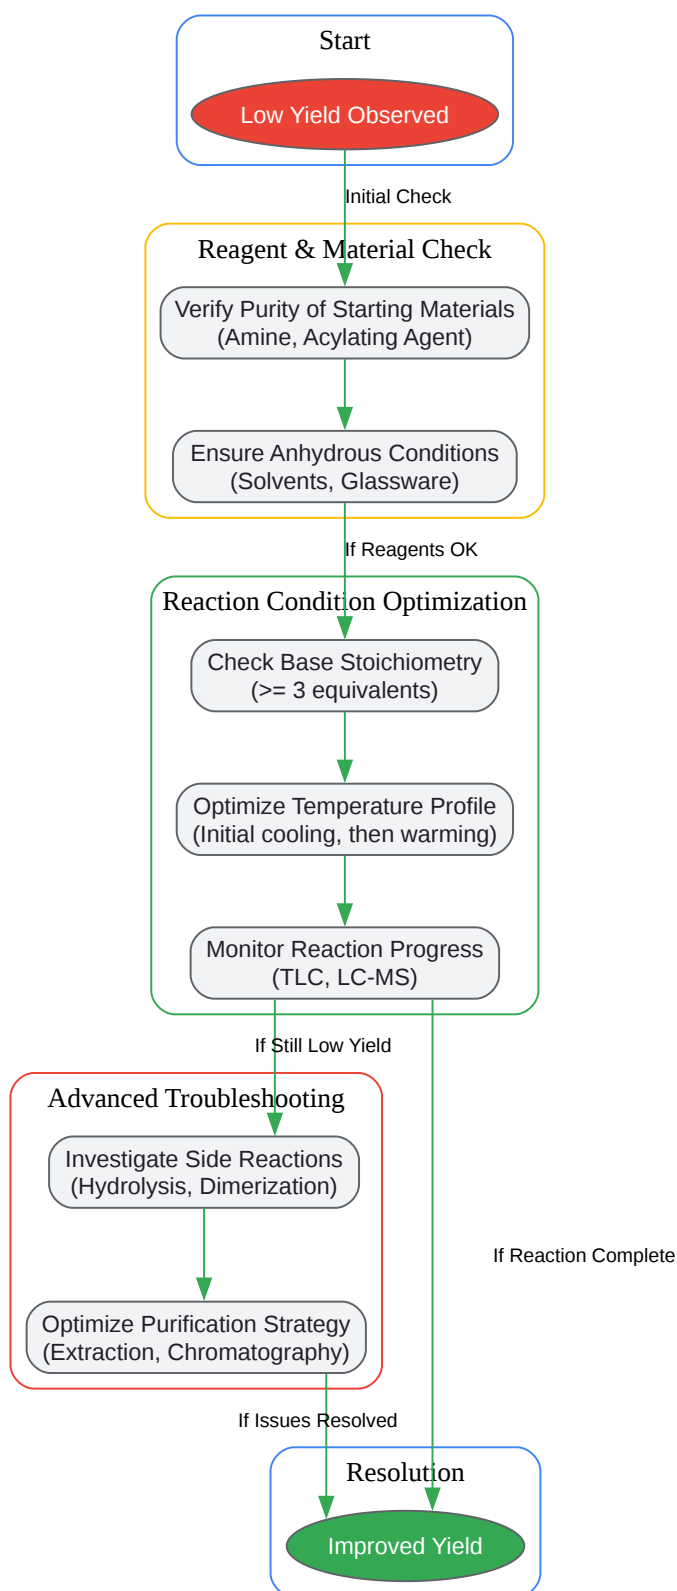 Start
Low Yield Observed
Initial Check
Reagent & Material Check
Verify Purity of Starting Materials
(Amine, Acylating Agent)
Ensure Anhydrous Conditions
(Solvents, Glassware)
If Reagents OK
Reaction Condition Optimization
Check Base Stoichiometry
(>= 3 equivalents)
Optimize Temperature Profile
(Initial cooling, then warming)
Monitor Reaction Progress
(TLC, LC-MS)
If Still Low Yield
Advanced Troubleshooting
Investigate Side Reactions
(Hydrolysis, Dimerization)
If Reaction Complete
Optimize Purification Strategy
(Extraction, Chromatography)
If Issues Resolved
Resolution
Improved Yield